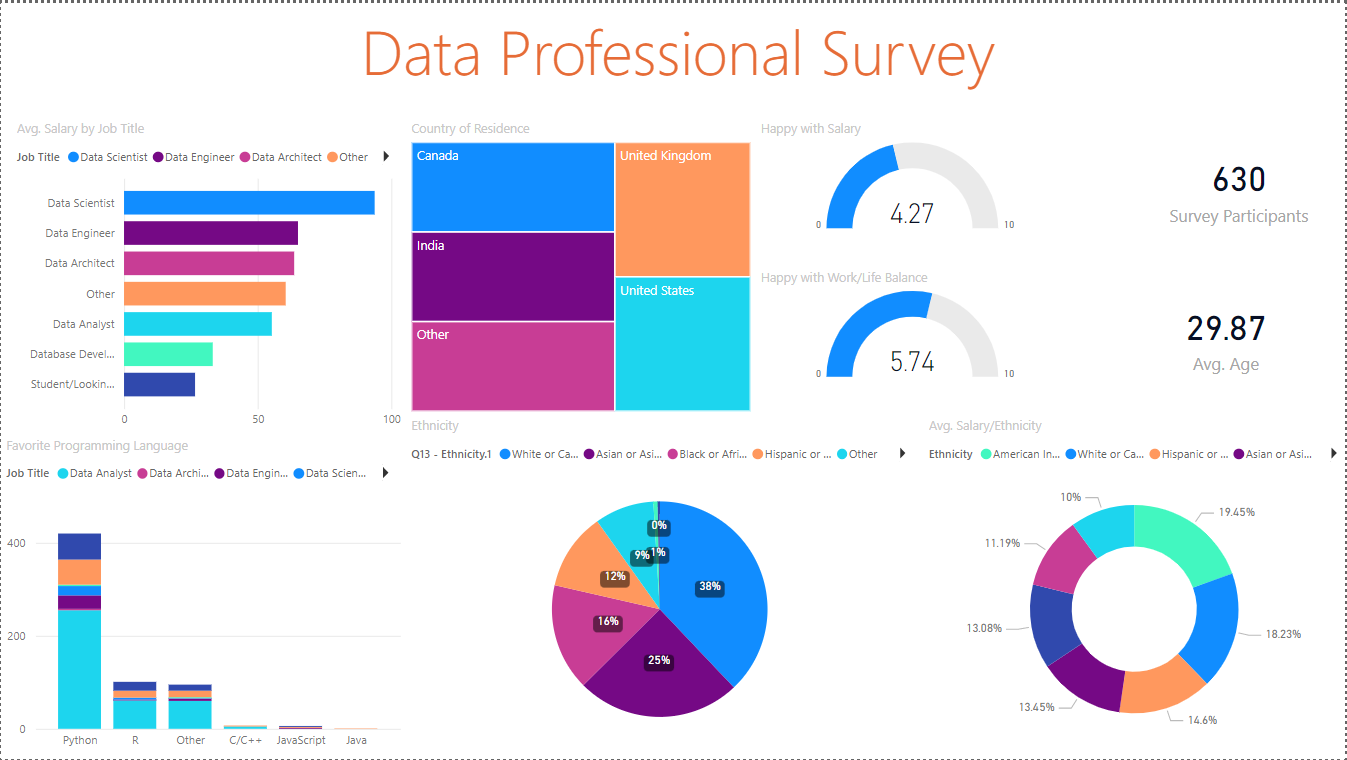 Data Professional Survey
Avg. Salary by Job Title
Job Title Data Scientist Data Engineer Data Architect Other
Data Scientist
Data Engineer
Data Architect
Other
Data Analyst
Database Devel...
Student/Lookin...
0 50 100
Country of Residence
Canada
India
Other
United Kingdom
United States
Happy with Salary
4.27
0 10
Happy with Work/Life Balance
5.74
0 10
630
Survey Participants
29.87
Avg. Age
Favorite Programming Language
Job Title Data Analyst Data Archi... Data Engin... Data Scien...
400
200
0
Python R Other C/C++ JavaScript Java
Ethnicity
Q13 - Ethnicity.1 White or Ca... Asian or Asi... Black or Afri... Hispanic or ... Other
0%
1%
9%
38%
12%
16%
25%
Avg. Salary/Ethnicity
Ethnicity American In... White or Ca... Hispanic or ... Asian or Asi...
10%
19.45%
11.19%
18.23%
13.08%
13.45%
14.6%